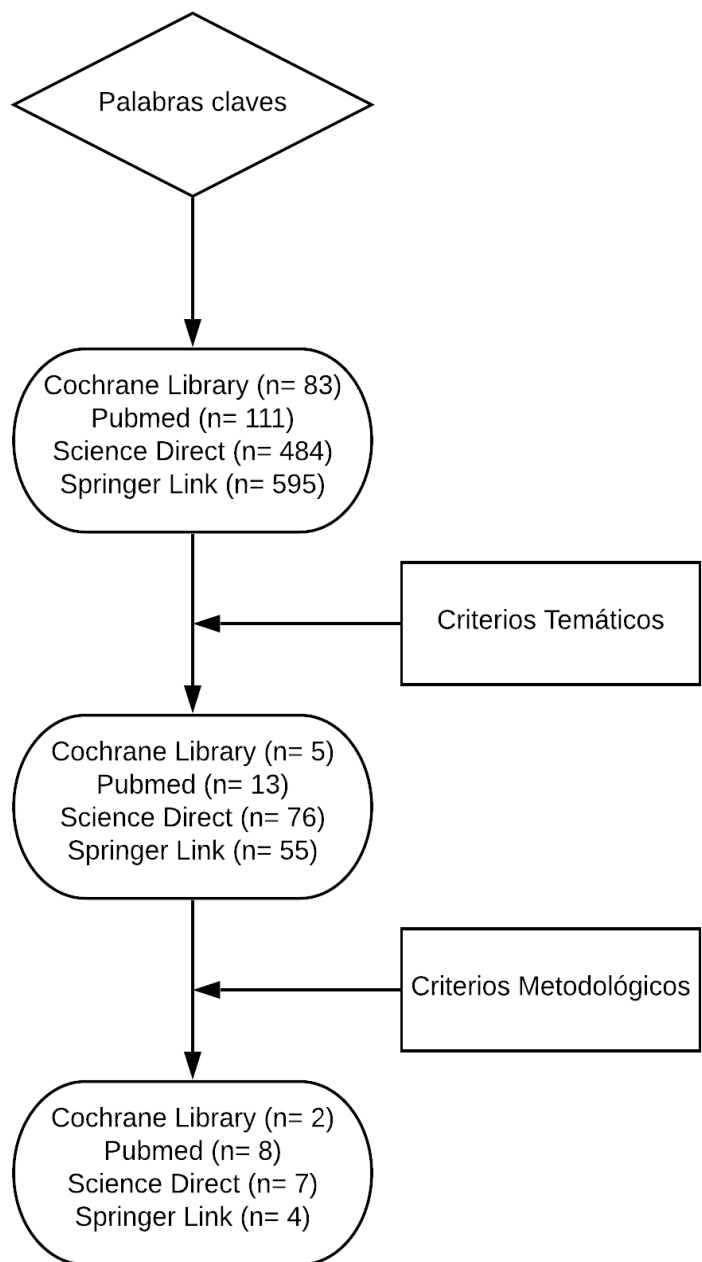 Palabras claves
Cochrane Library (n= 83)
Pubmed (n= 111)
Science Direct (n= 484)
Springer Link (n= 595)
Criterios Temáticos
Cochrane Library (n= 5)
Pubmed (n= 13)
Science Direct (n= 76)
Springer Link (n= 55)
Criterios Metodológicos
Cochrane Library (n= 2)
Pubmed (n= 8)
Science Direct (n= 7)
Springer Link (n= 4)